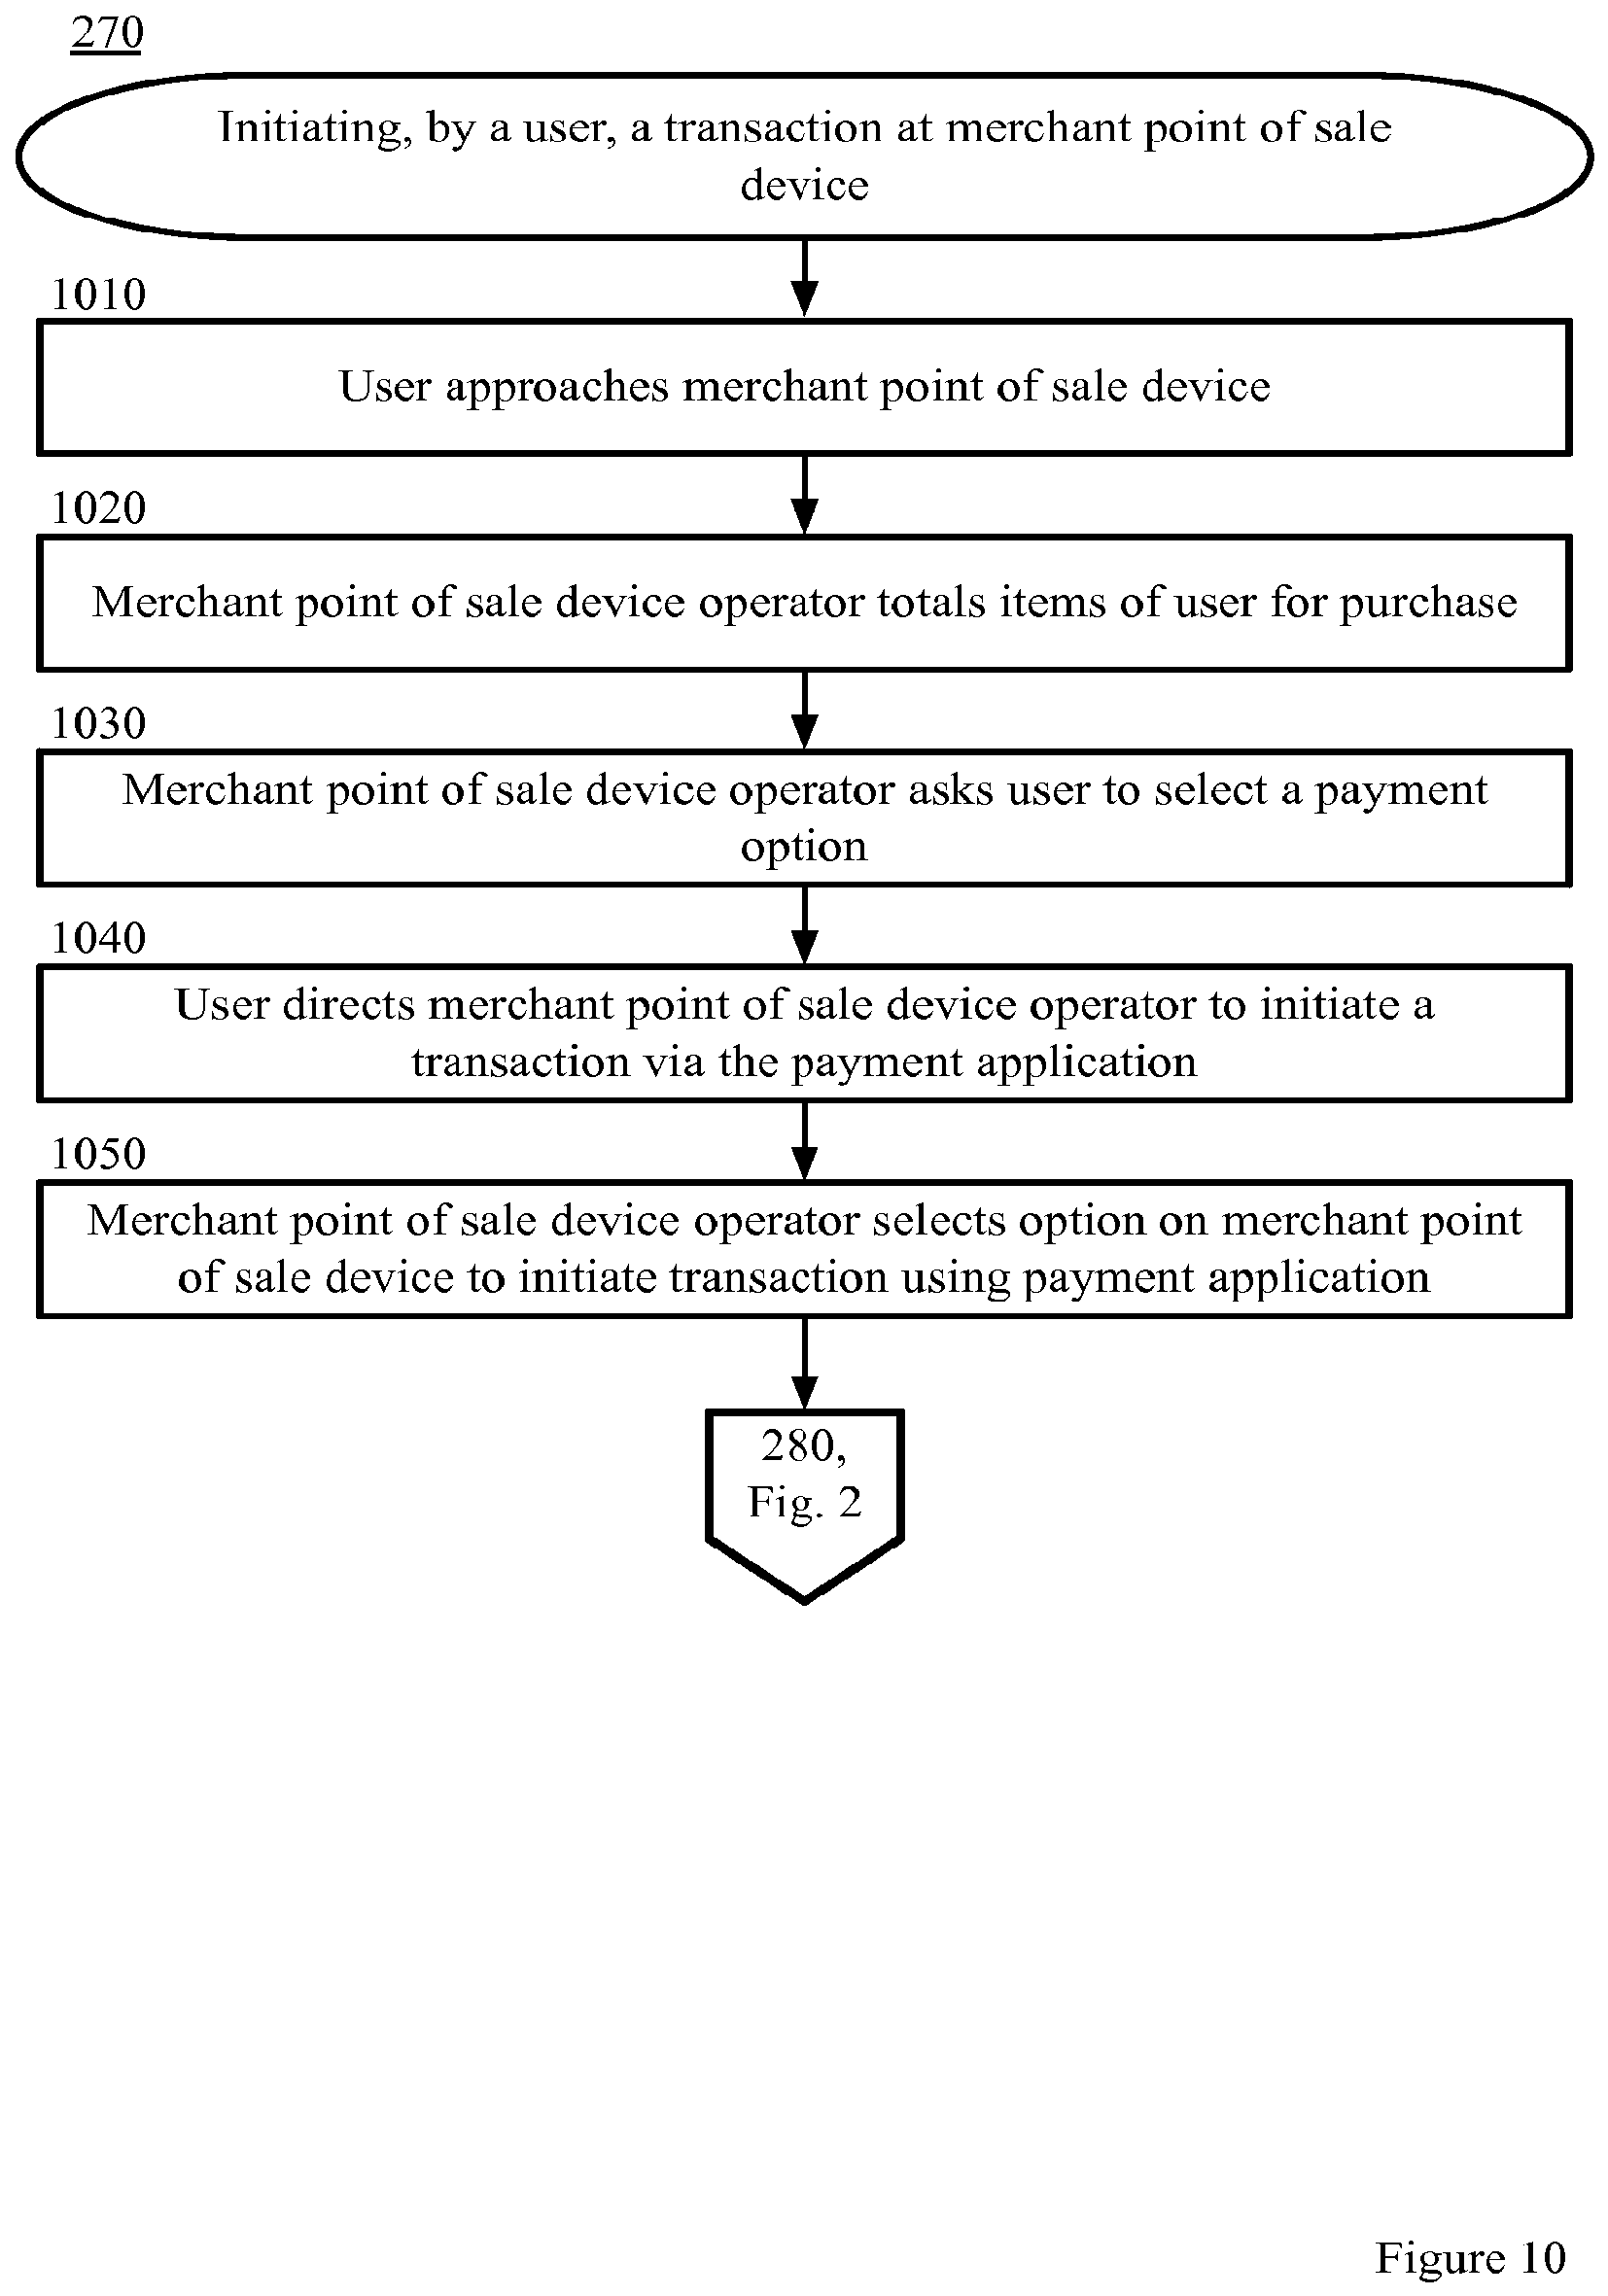 270
Initiating, by a user, a transaction at merchant point of sale
device
1010
User approaches merchant point of sale device
1020
Merchant point of sale device operator totals items of user for purchase
1030
Merchant point of sale device operator asks user to select a payment
option
1040
User directs merchant point of sale device operator to initiate a
transaction via the payment application
1050
Merchant point of sale device operator selects option on merchant point
of sale device to initiate transaction using payment application
280,
Fig. 2
Figure 10